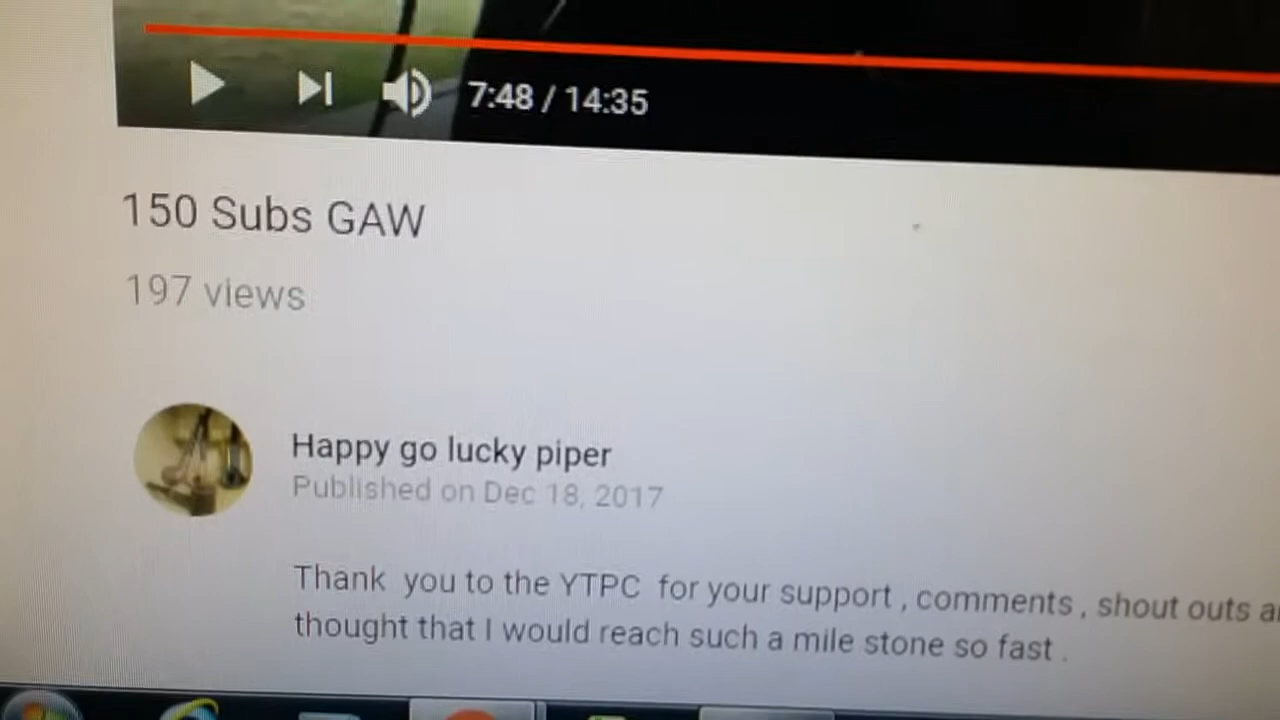 7:48 / 14:35
150 Subs GAW
197 views
Happy go lucky piper
Published on Dec 18, 2017
Thank you to the YTPC for your support , comments , shout outs
thought that I would reach such a mile stone so fast .